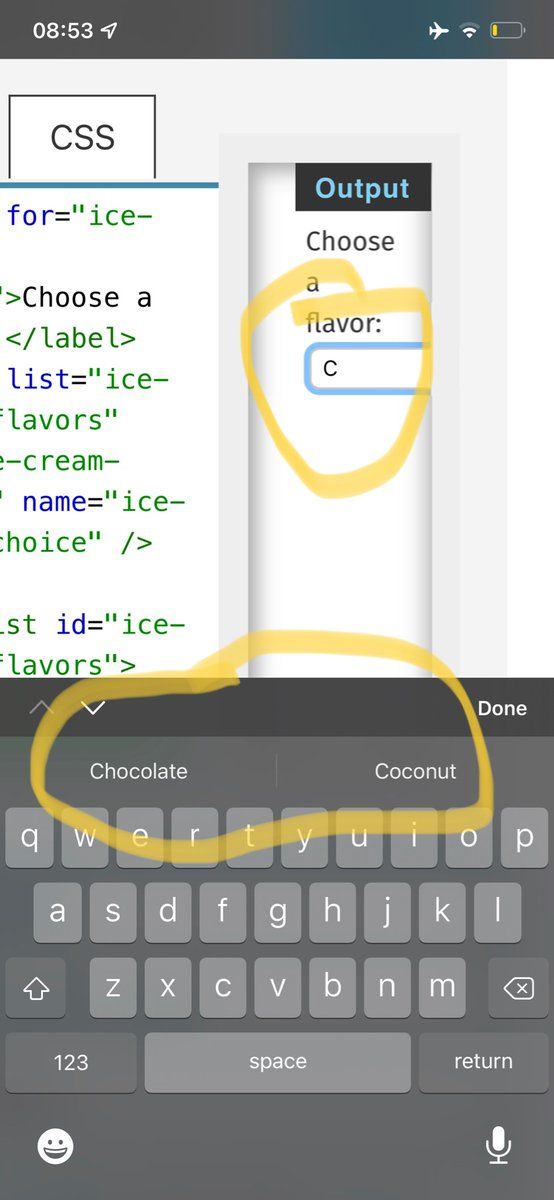 08:53
CSS
for="ice-
">Choose a
</label>
list="ice-
flavors"
e-cream-
" name="ice-
choice" />
ist id="ice-
flavors">
Output
Choose
a
flavor:
C
Done
Chocolate Coconut
q w e r t y u i o p
a s d f g h j k l
z x c v b n m
123 space return